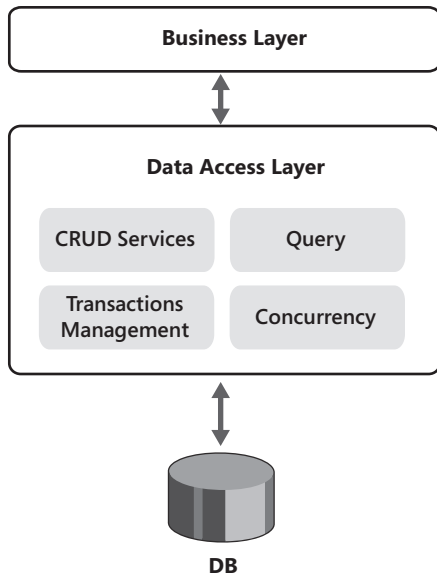 Business Layer
Data Access Layer
CRUD Services
Query
Transactions
Management
Concurrency
DB